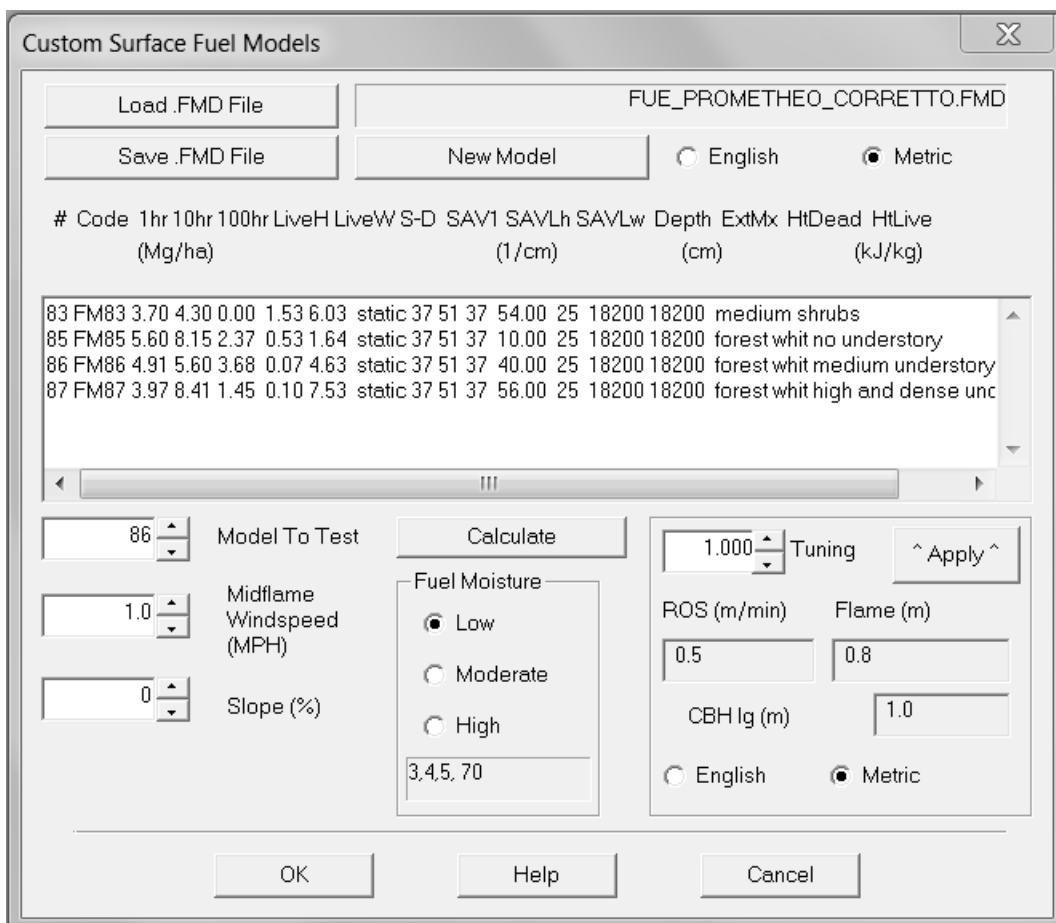 Custom Surface Fuel Models
Load .FMD File
FUE_PROMETHEO_CORRETTO.FMD
Save .FMD File
New Model
English
Metric
# Code 1hr 10hr 100hr LiveH LiveW S-D SAV1 SAVLh SAVLw Depth ExtMx HtDead HtLive
(Mg/ha) (1/cm) (cm) (kJ/kg)
83 FM83 3.70 4.30 0.00 1.53 6.03 static 37 51 37 54.00 25 18200 18200 medium shrubs
85 FM85 5.60 8.15 2.37 0.53 1.64 static 37 51 37 10.00 25 18200 18200 forest whit no understory
86 FM86 4.91 5.60 3.68 0.07 4.63 static 37 51 37 40.00 25 18200 18200 forest whit medium understory
87 FM87 3.97 8.41 1.45 0.10 7.53 static 37 51 37 56.00 25 18200 18200 forest whit high and dense unc
86
Model To Test
1.0
Midflame
Windspeed
(MPH)
0
Slope (%)
Calculate
Fuel Moisture
Low
Moderate
High
3,4,5, 70
1.000
Tuning
^ Apply ^
ROS (m/min)
Flame (m)
0.5
0.8
CBH Ig (m)
1.0
English
Metric
OK
Help
Cancel